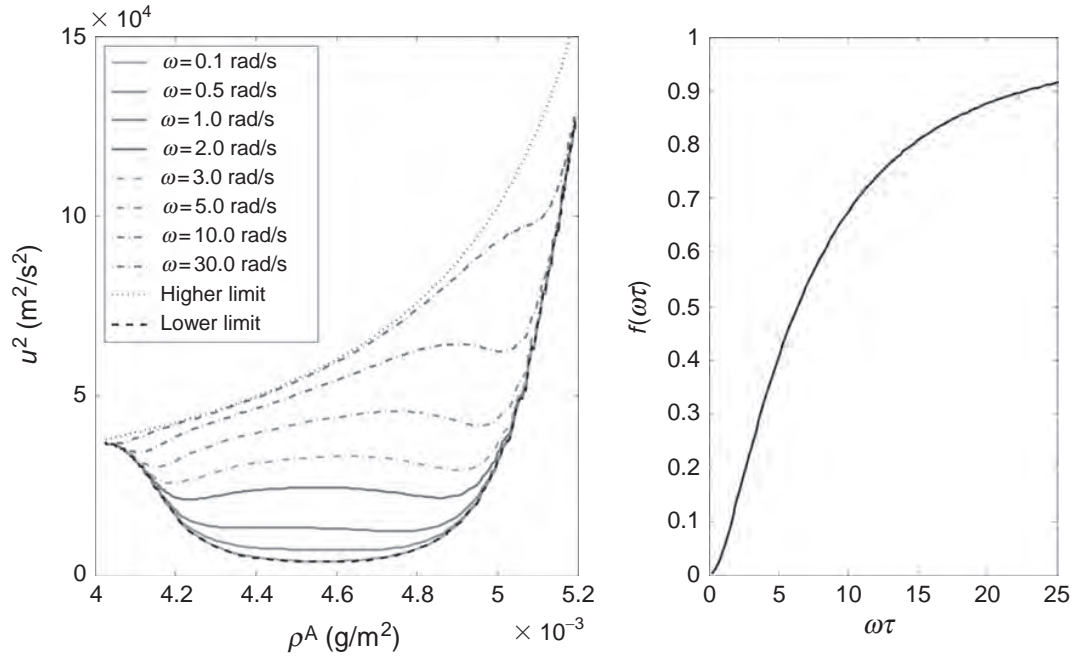 × 10⁴
15
10
5
0
u² (m²/s²)
ω = 0.1 rad/s
ω = 0.5 rad/s
ω = 1.0 rad/s
ω = 2.0 rad/s
ω = 3.0 rad/s
ω = 5.0 rad/s
ω = 10.0 rad/s
ω = 30.0 rad/s
Higher limit
Lower limit
4 4.2 4.4 4.6 4.8 5 5.2
ρᴬ (g/m²)
× 10⁻³
1
0.9
0.8
0.7
0.6
0.5
0.4
0.3
0.2
0.1
0
f(ωτ)
0 5 10 15 20 25
ωτ